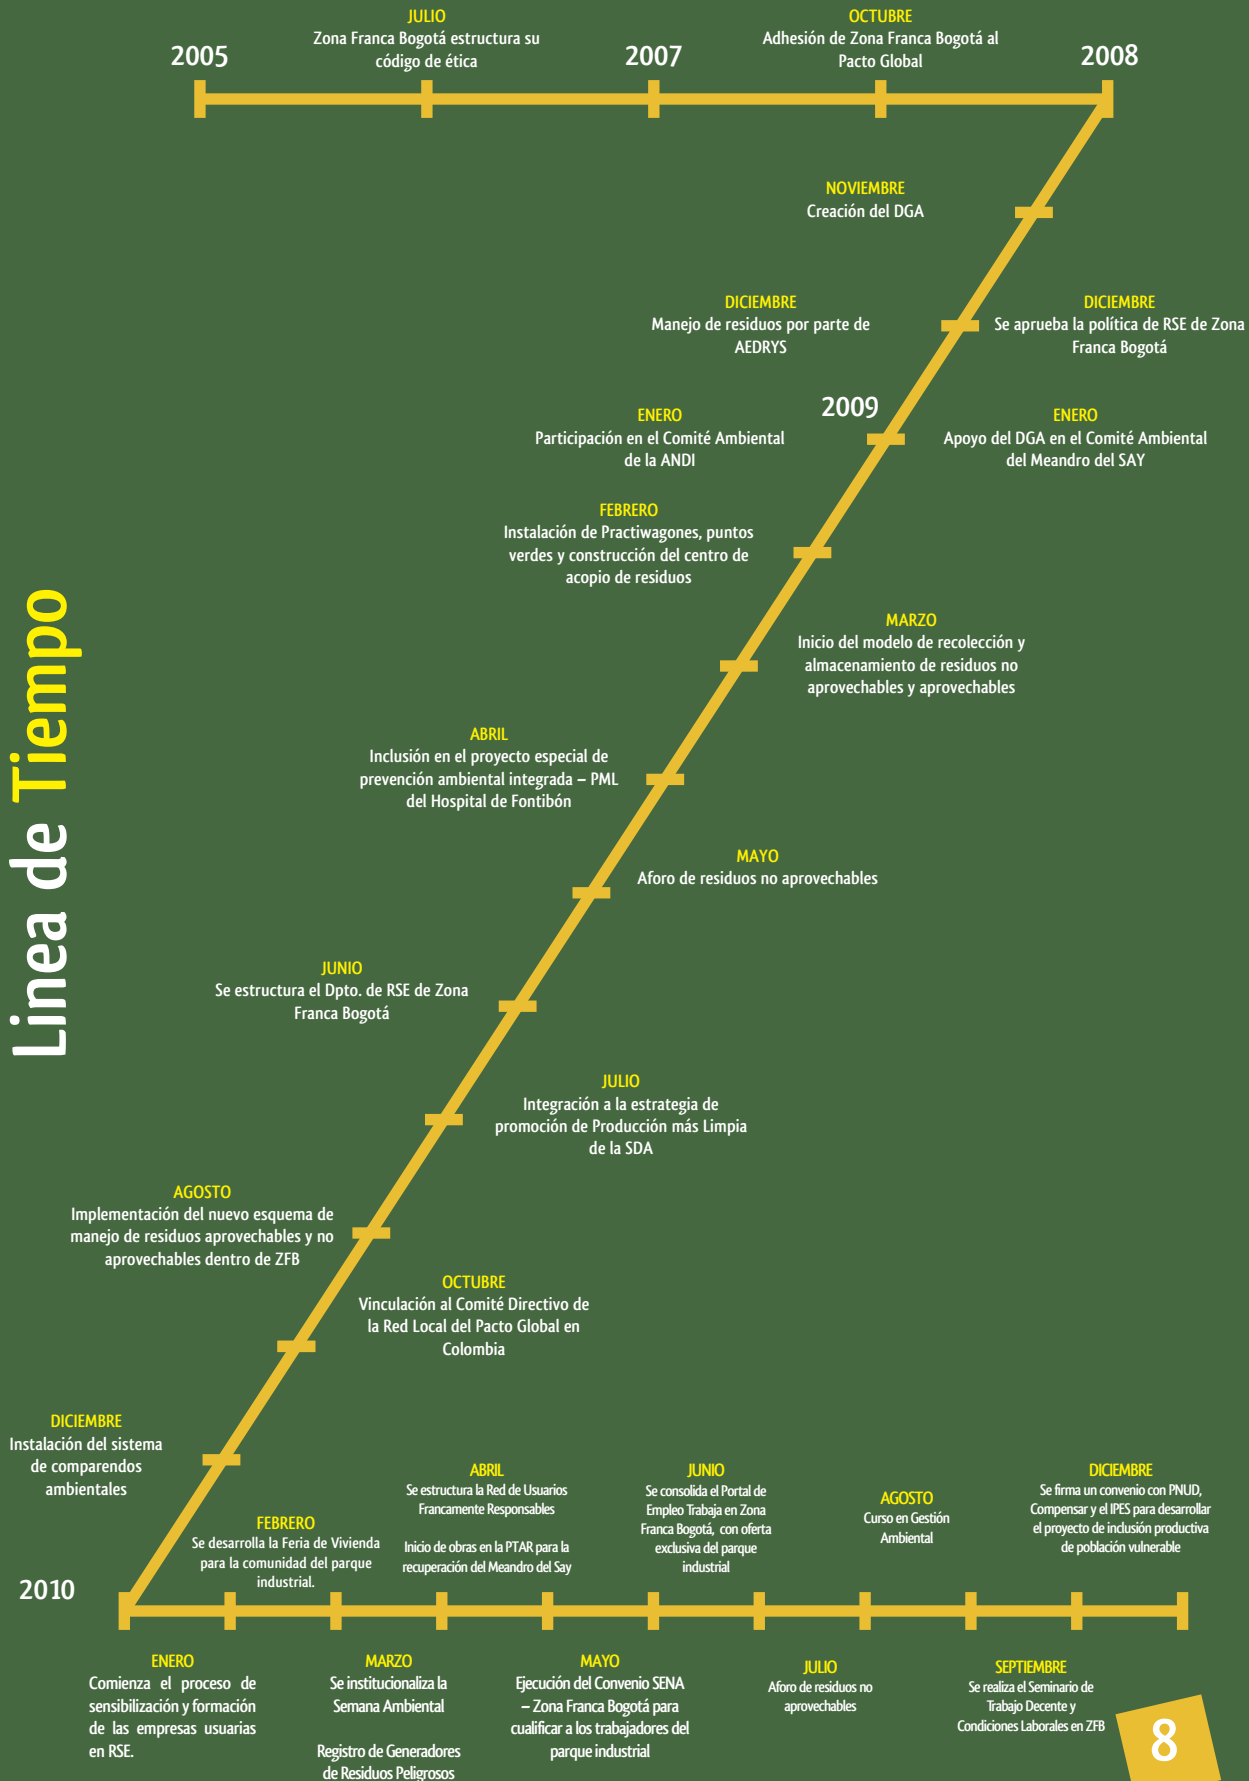 Linea de Tiempo
2005
JULIO
Zona Franca Bogotá estructura su
código de ética
2007
OCTUBRE
Adhesión de Zona Franca Bogotá al
Pacto Global
2008
NOVIEMBRE
Creación del DGA
DICIEMBRE
Manejo de residuos por parte de
AEDRYS
DICIEMBRE
Se aprueba la política de RSE de Zona
Franca Bogotá
2009
ENERO
Participación en el Comité Ambiental
de la ANDI
ENERO
Apoyo del DGA en el Comité Ambiental
del Meandro del SAY
FEBRERO
Instalación de Practiwagones, puntos
verdes y construcción del centro de
acopio de residuos
MARZO
Inicio del modelo de recolección y
almacenamiento de residuos no
aprovechables y aprovechables
ABRIL
Inclusión en el proyecto especial de
prevención ambiental integrada – PML
del Hospital de Fontibón
MAYO
Aforo de residuos no aprovechables
JUNIO
Se estructura el Dpto. de RSE de Zona
Franca Bogotá
JULIO
Integración a la estrategia de
promoción de Producción más Limpia
de la SDA
AGOSTO
Implementación del nuevo esquema de
manejo de residuos aprovechables y no
aprovechables dentro de ZFB
OCTUBRE
Vinculación al Comité Directivo de
la Red Local del Pacto Global en
Colombia
DICIEMBRE
Instalación del sistema
de comparendos
ambientales
2010
ENERO
Comienza el proceso de
sensibilización y formación
de las empresas usuarias
en RSE.
FEBRERO
Se desarrolla la Feria de Vivienda
para la comunidad del parque
industrial.
MARZO
Se institucionaliza la
Semana Ambiental
Registro de Generadores
de Residuos Peligrosos
ABRIL
Se estructura la Red de Usuarios
Francamente Responsables
Inicio de obras en la PTAR para la
recuperación del Meandro del Say
MAYO
Ejecución del Convenio SENA
– Zona Franca Bogotá para
cualificar a los trabajadores del
parque industrial
JUNIO
Se consolida el Portal de
Empleo Trabaja en Zona
Franca Bogotá, con oferta
exclusiva del parque
industrial
JULIO
Aforo de residuos no
aprovechables
AGOSTO
Curso en Gestión
Ambiental
SEPTIEMBRE
Se realiza el Seminario de
Trabajo Decente y
Condiciones Laborales en ZFB
DICIEMBRE
Se firma un convenio con PNUD,
Compensar y el IPES para desarrollar
el proyecto de inclusión productiva
de población vulnerable
8